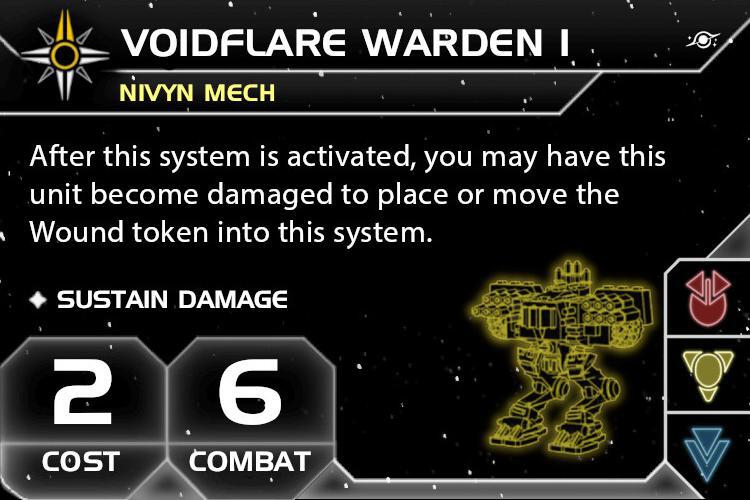 VOIDFLARE WARDEN I
NIVYN MECH
After this system is activated, you may have this
unit become damaged to place or move the
Wound token into this system.
SUSTAIN DAMAGE
2
COST
6
COMBAT